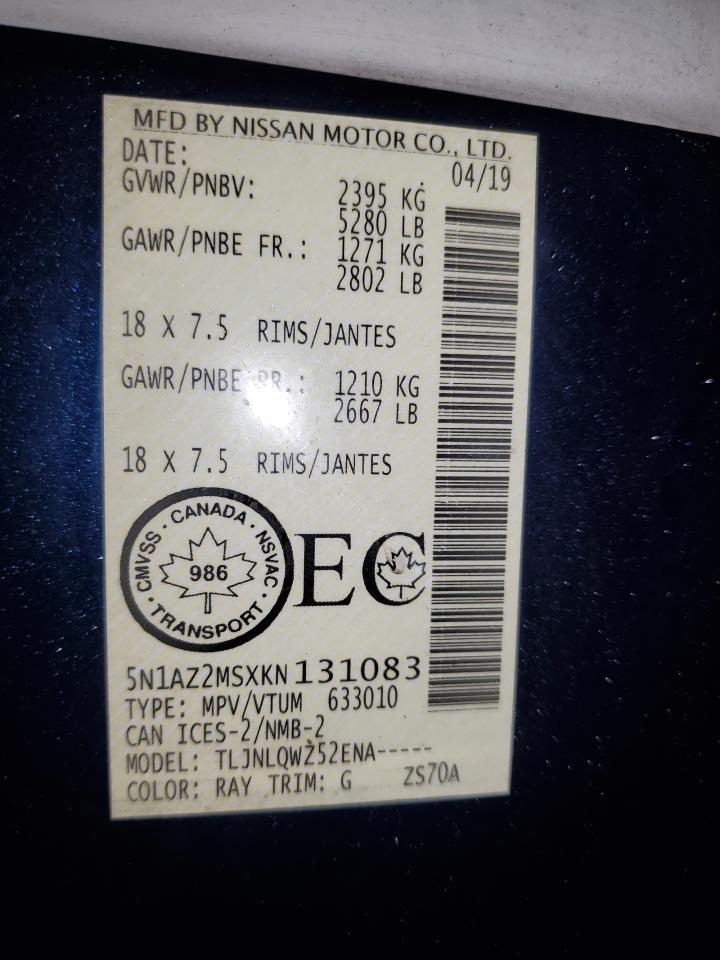 MFD BY NISSAN MOTOR CO., LTD.
DATE: 04/19
GVWR/PNBV: 2395 KG
5280 LB
GAWR/PNBE FR.: 1271 KG
2802 LB
18 X 7.5 RIMS/JANTES
GAWR/PNBE RR.: 1210 KG
2667 LB
18 X 7.5 RIMS/JANTES
CMVSS · CANADA · NSVAC · TRANSPORT ·
986
EC
5N1AZ2MSXKN131083
TYPE: MPV/VTUM 633010
CAN ICES-2/NMB-2
MODEL: TLJNLQWZ52ENA-----
COLOR: RAY TRIM: G ZS70A